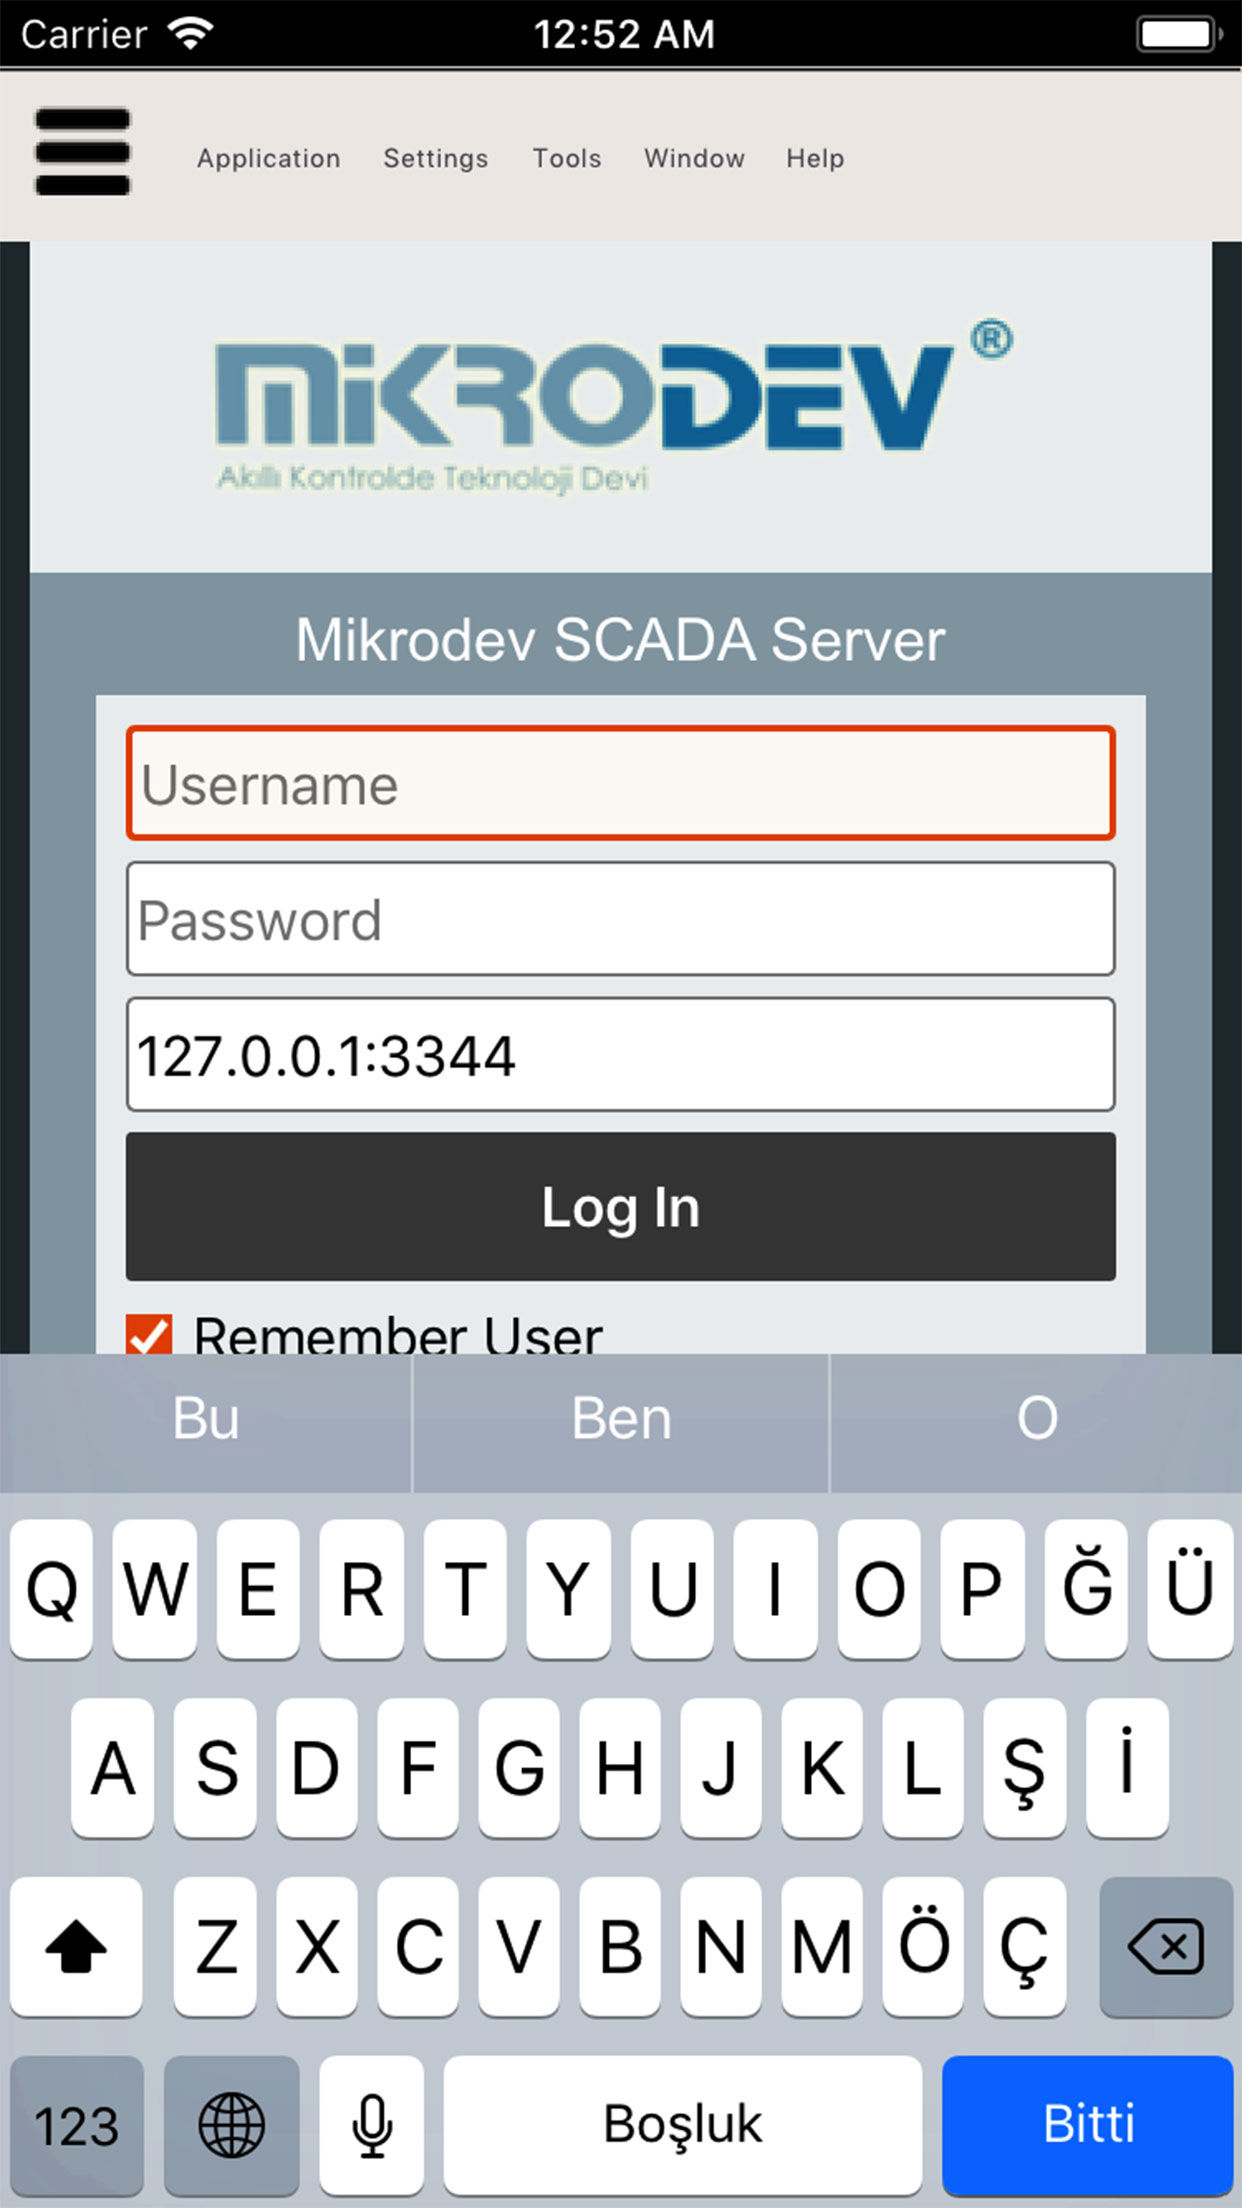 Carrier 12:52 AM
Application Settings Tools Window Help
MiKRODEV ®
Akıllı Kontrolde Teknoloji Devi
Mikrodev SCADA Server
Username
Password
127.0.0.1:3344
Log In
Remember User
Bu Ben O
Q W E R T Y U I O P Ğ Ü
A S D F G H J K L Ş İ
Z X C V B N M Ö Ç
123 Boşluk Bitti